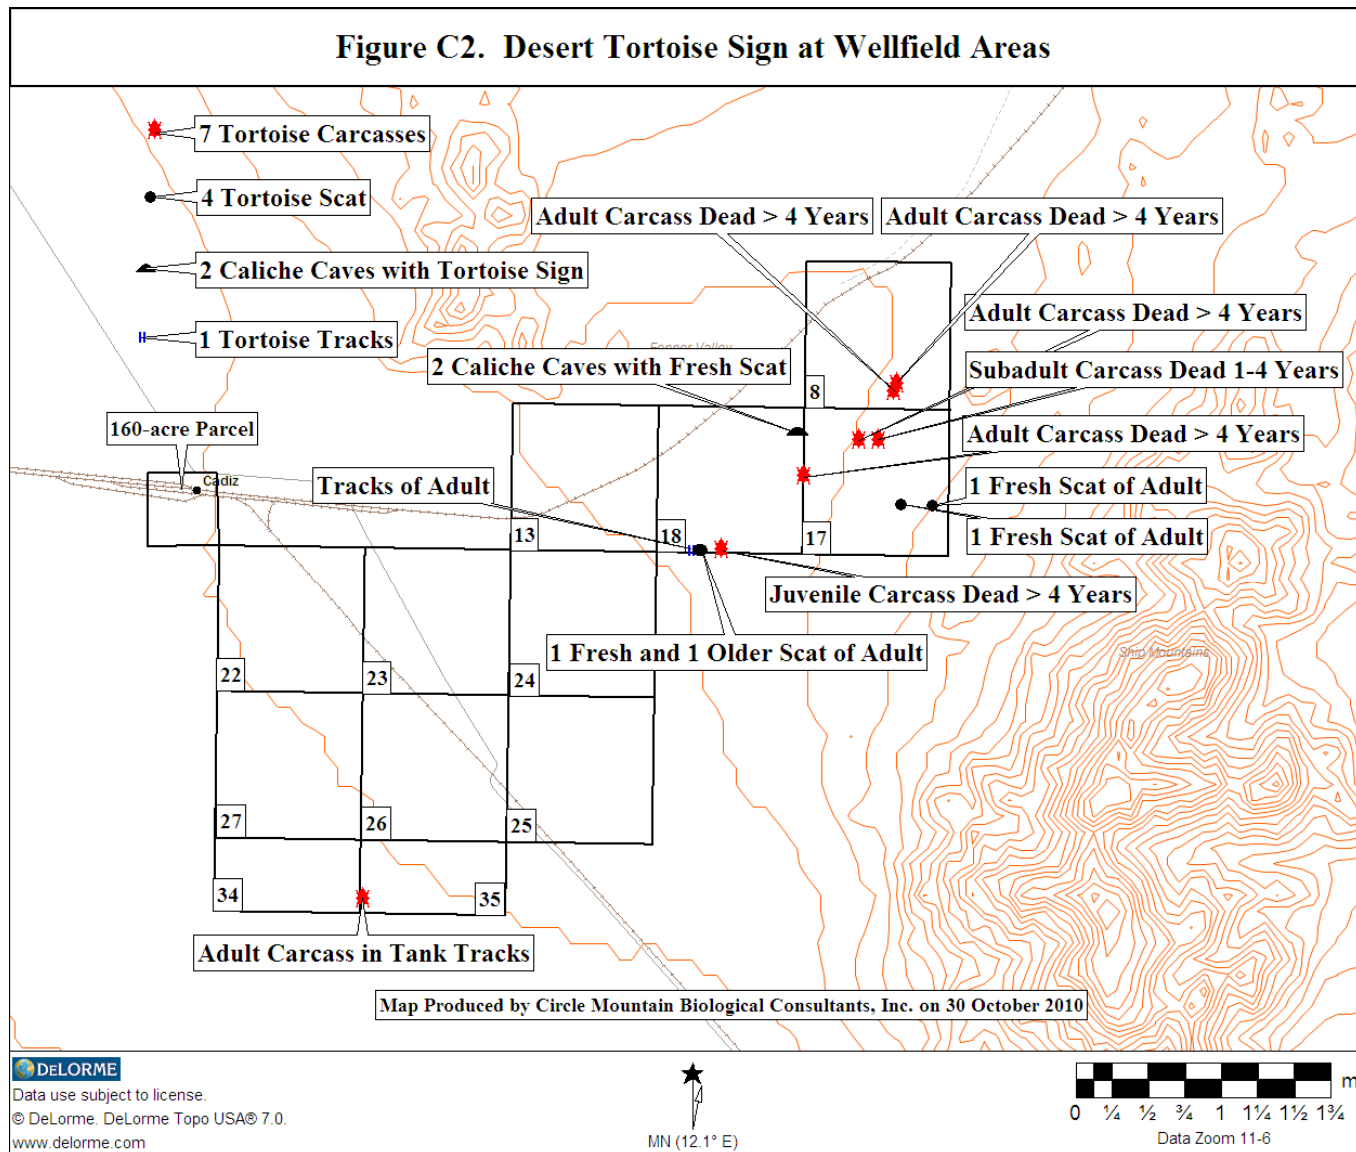 Figure C2. Desert Tortoise Sign at Wellfield Areas
7 Tortoise Carcasses
4 Tortoise Scat
2 Caliche Caves with Tortoise Sign
1 Tortoise Tracks
Adult Carcass Dead > 4 Years
Adult Carcass Dead > 4 Years
Adult Carcass Dead > 4 Years
Fenner Valley
2 Caliche Caves with Fresh Scat
Subadult Carcass Dead 1-4 Years
8
160-acre Parcel
Adult Carcass Dead > 4 Years
Cadiz
Tracks of Adult
1 Fresh Scat of Adult
13
18
17
1 Fresh Scat of Adult
Juvenile Carcass Dead > 4 Years
1 Fresh and 1 Older Scat of Adult
Ship Mountains
22
23
24
27
26
25
34
35
Adult Carcass in Tank Tracks
Map Produced by Circle Mountain Biological Consultants, Inc. on 30 October 2010
DELORME
Data use subject to license.
© DeLorme. DeLorme Topo USA® 7.0.
www.delorme.com
MN (12.1° E)
m
0 ¼ ½ ¾ 1 1¼ 1½ 1¾
Data Zoom 11-6